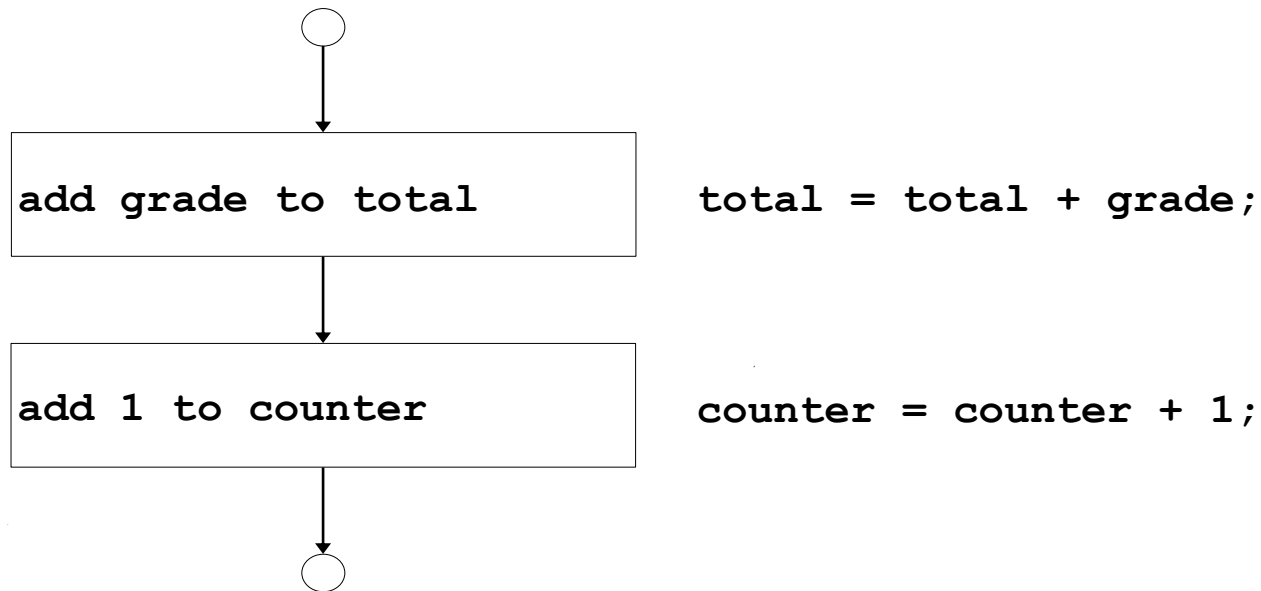 add grade to total
total = total + grade;
add 1 to counter
counter = counter + 1;